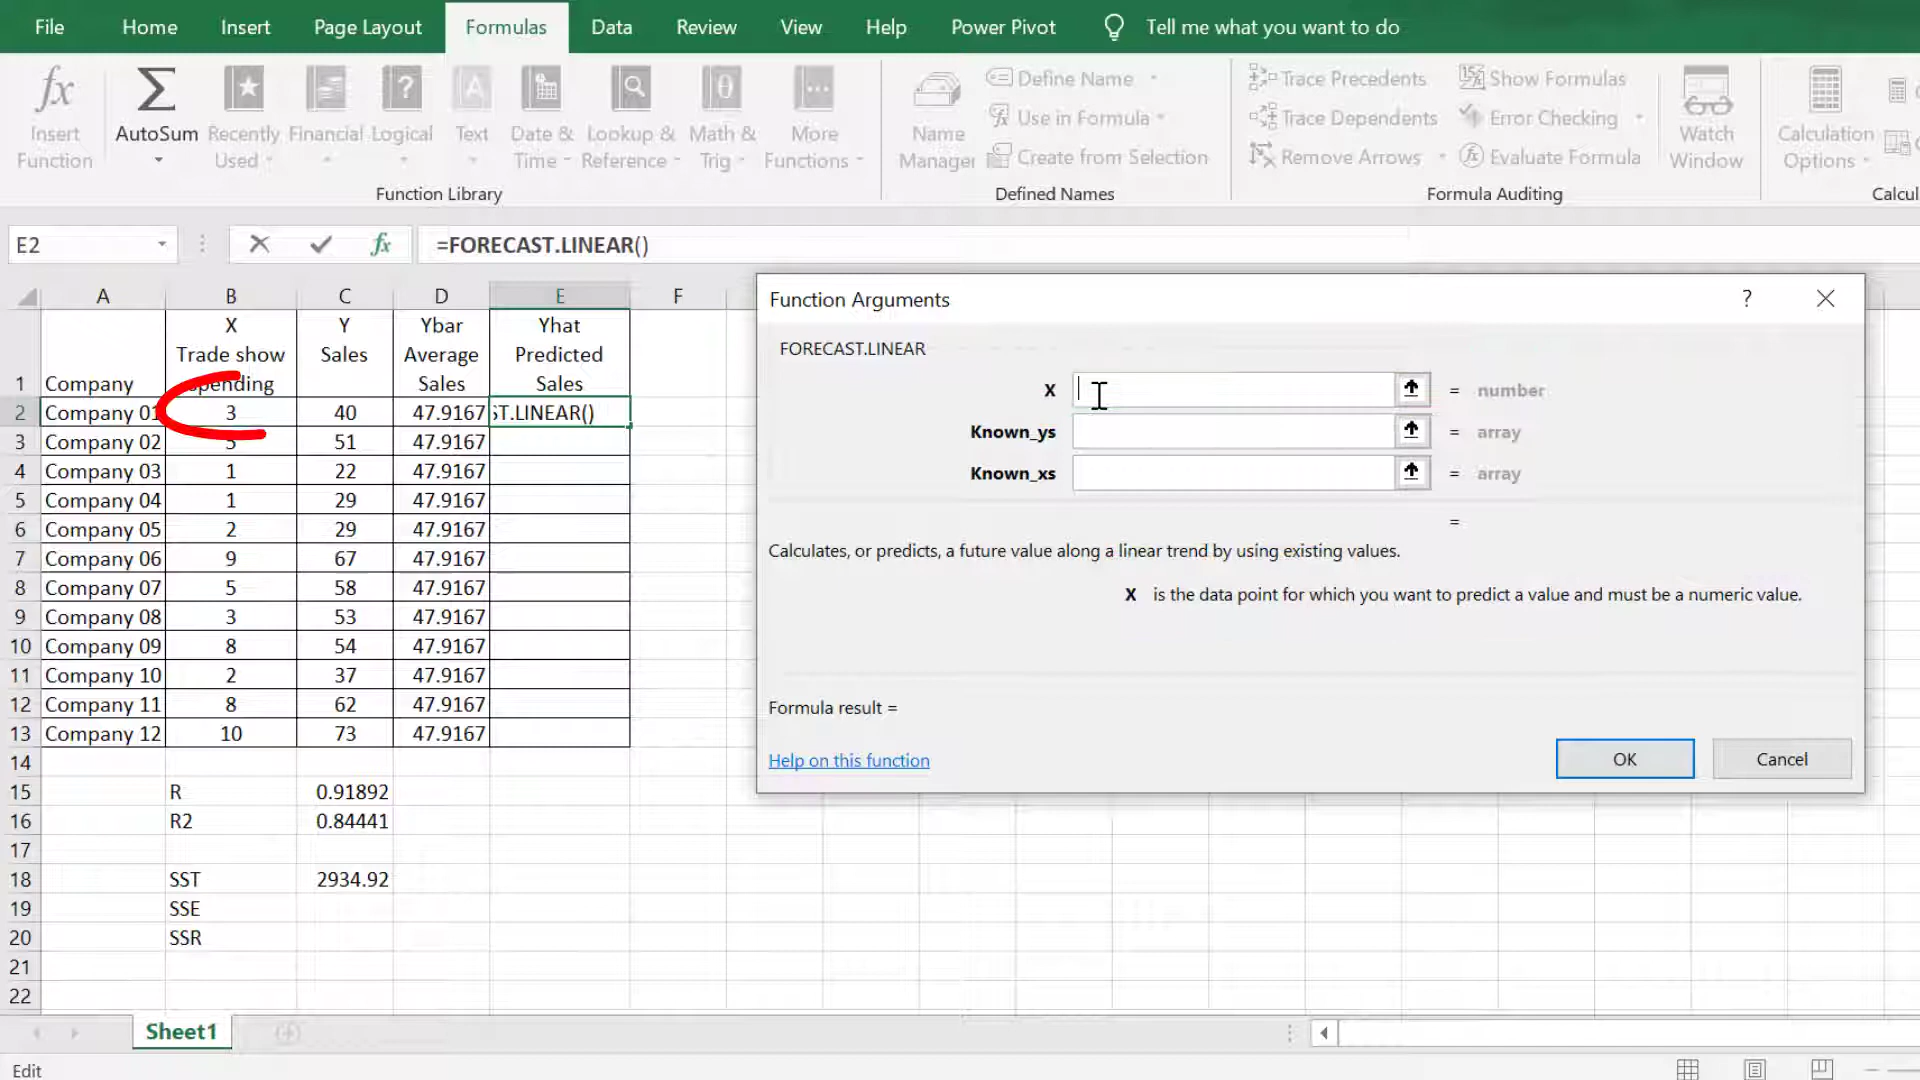 File Home Insert Page Layout Formulas Data Review View Help Power Pivot Tell me what you want to do
fx Insert Function
AutoSum
Recently Used
Financial
Logical
Text
Date & Time
Lookup & Reference
Math & Trig
More Functions
Function Library
Name Manager
Define Name
Use in Formula
Create from Selection
Defined Names
Trace Precedents
Trace Dependents
Remove Arrows
Show Formulas
Error Checking
Evaluate Formula
Formula Auditing
Watch Window
Calculation Options
Calcul
E2 fx =FORECAST.LINEAR()
A B C D E F
X Y Ybar Yhat
Trade show Sales Average Predicted
1 Company spending Sales Sales
2 Company 01 3 40 47.9167 ST.LINEAR()
3 Company 02 5 51 47.9167
4 Company 03 1 22 47.9167
5 Company 04 1 29 47.9167
6 Company 05 2 29 47.9167
7 Company 06 9 67 47.9167
8 Company 07 5 58 47.9167
9 Company 08 3 53 47.9167
10 Company 09 8 54 47.9167
11 Company 10 2 37 47.9167
12 Company 11 8 62 47.9167
13 Company 12 10 73 47.9167
14
15 R 0.91892
16 R2 0.84441
17
18 SST 2934.92
19 SSE
20 SSR
21
22
Function Arguments ? 
FORECAST.LINEAR
X = number
Known_ys = array
Known_xs = array
=
Calculates, or predicts, a future value along a linear trend by using existing values.
X is the data point for which you want to predict a value and must be a numeric value.
Formula result =
Help on this function
OK Cancel
Sheet1
Edit